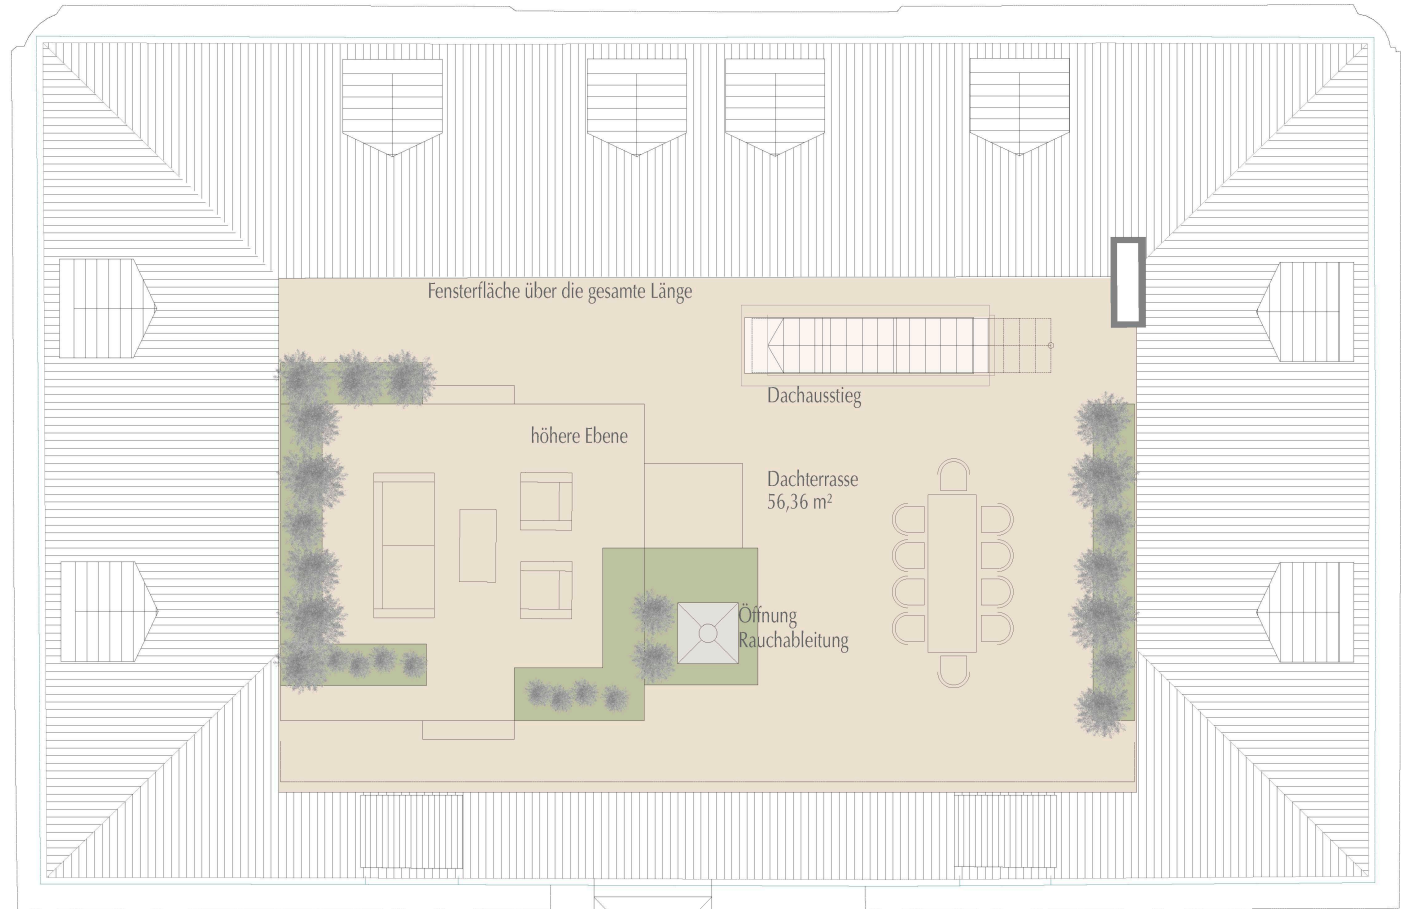 Fensterfläche über die gesamte Länge
Dachausstieg
höhere Ebene
Dachterrasse
56,36 m²
Öffnung
Rauchableitung